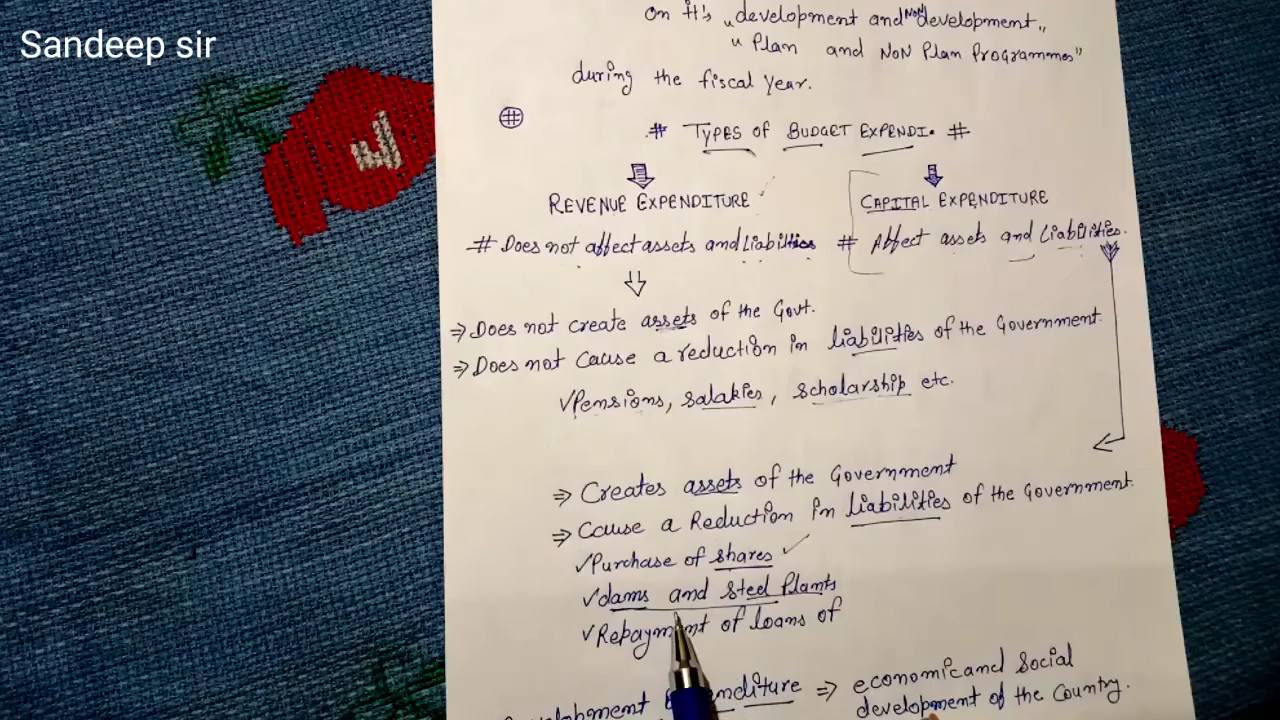 Sandeep sir
On it's "development and Non development"
"Plan and Non Plan Programmes"
during the fiscal year.
# TYPES OF BUDGET EXPENDI. #
REVENUE EXPENDITURE
CAPITAL EXPENDITURE
# Does not affect assets and liabilties
# Affect assets and Liabilities.
⇒ Does not create assets of the Govt.
⇒ Does not cause a reduction in liabilities of the Government.
✓Pensions, salaries, scholarship etc.
⇒ Creates assets of the Government
⇒ Cause a Reduction in liabilities of the Government.
✓Purchase of shares ✓
✓dams and steel Plants
✓Repayment of loans of
⇒ economic and social
development of the Country.